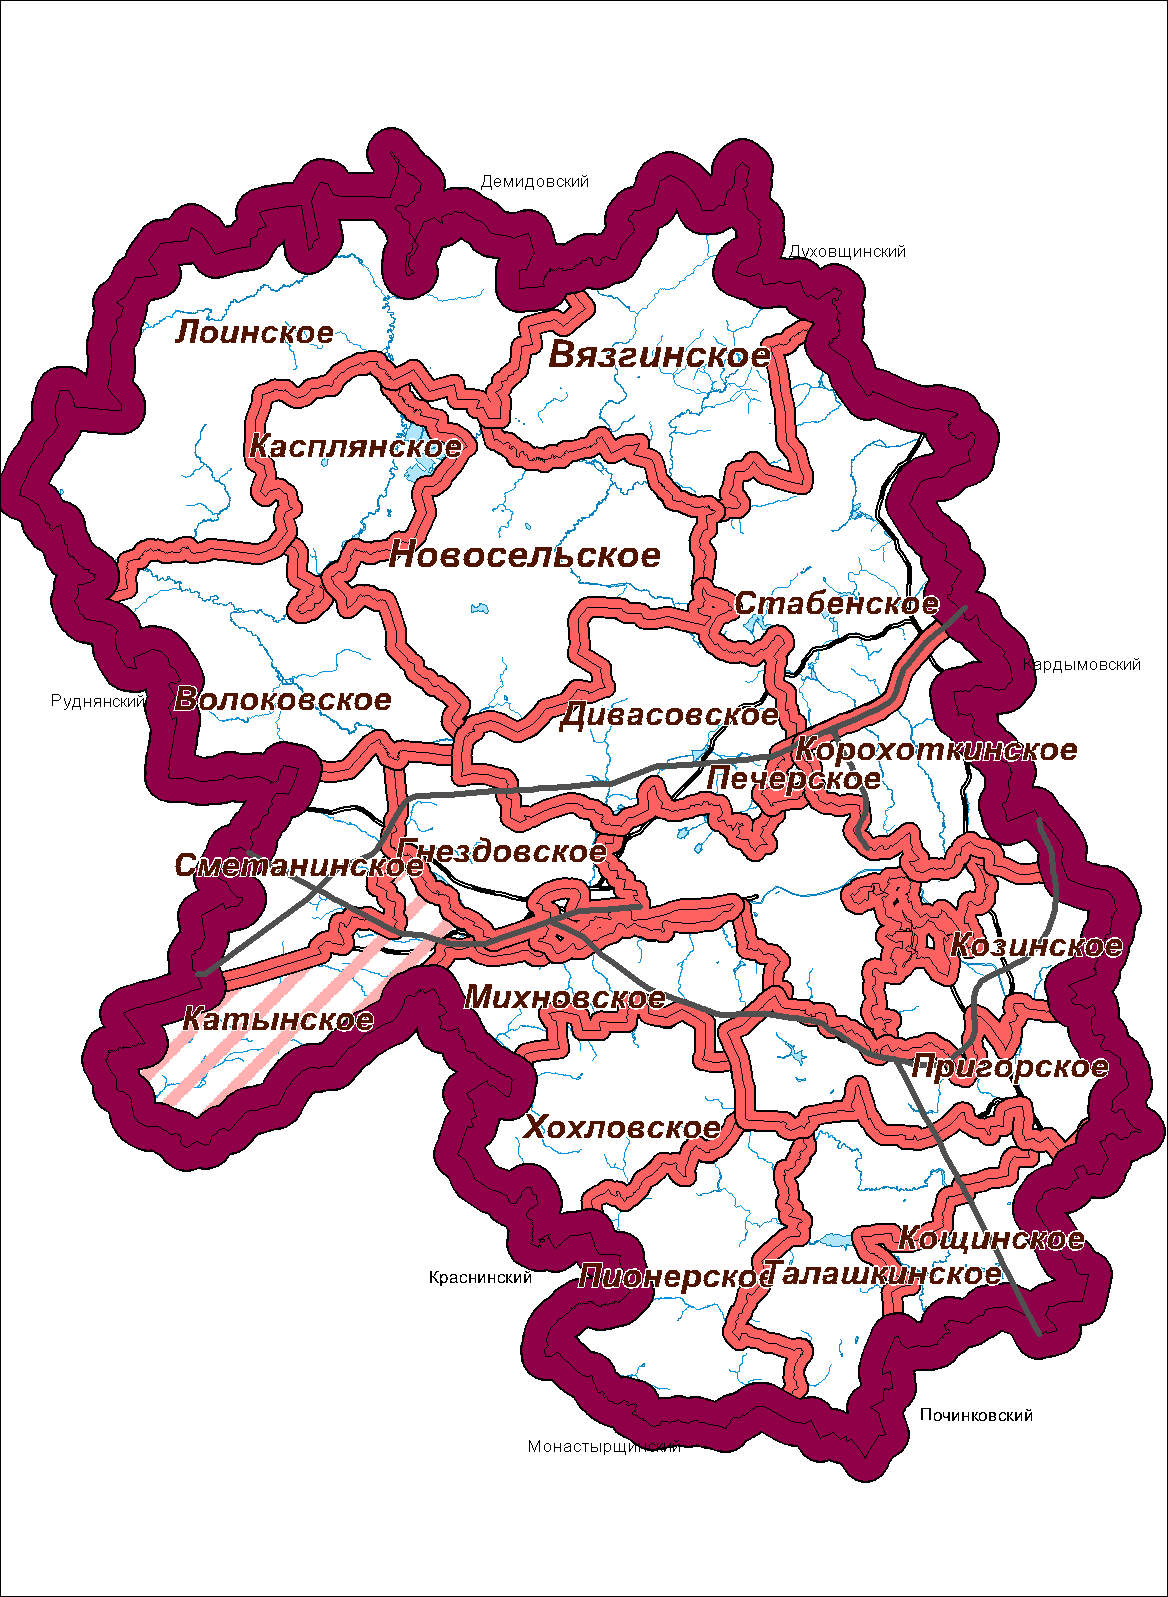 Демидовский
Духовщинский
Лоинское
Вязгинское
Касплянское
Новосельское
Стабенское
Кардымовский
Руднянский
Волоковское
Дивасовское
Корохоткинское
Печерское
Гнездовское
Сметанинское
Козинское
Михновское
Катынское
Пригорское
Хохловское
Кощинское
Краснинский
Пионерское
Талашкинское
Починковский
Монастырщинский